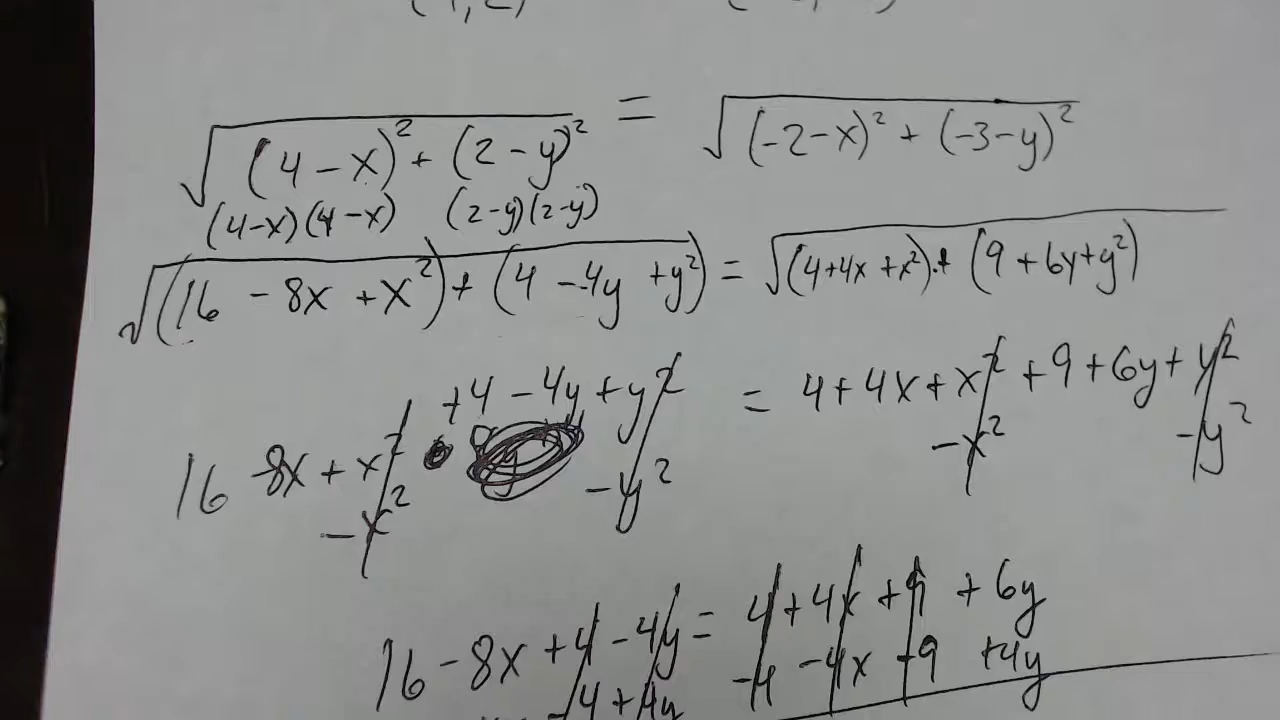 √(4-x)² + (2-y)² = √(-2-x)² + (-3-y)²
(4-x)(4-x) (2-y)(2-y)
√(16 - 8x + x²) + (4 - 4y + y²) = √(4+4x+x²) + (9+6y+y²)
16 -8x + x² +4 - 4y + y² = 4+4x+x² +9+6y+y²
-x² -y² -x² -y²
16 - 8x + 4 - 4y = 4 + 4x + 9 + 6y
-4 + 4y -4 -4x -9 +4y